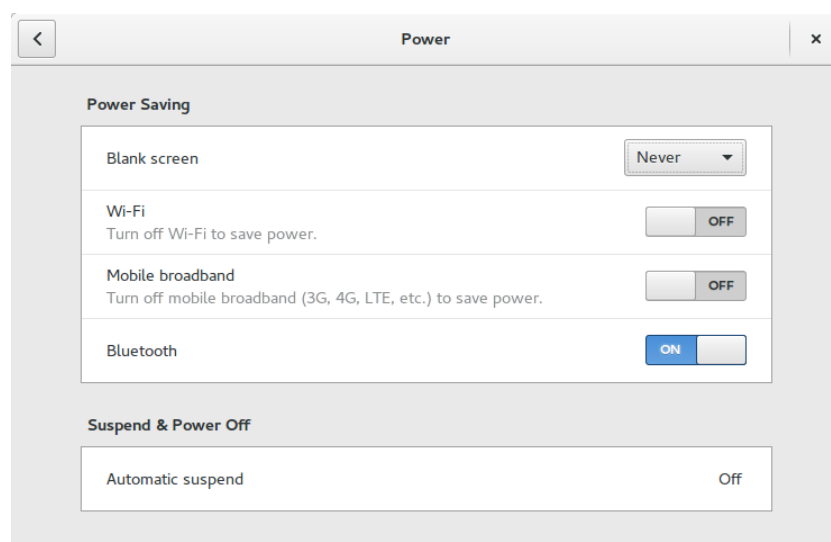 Power
Power Saving
Blank screen
Never
Wi-Fi
OFF
Turn off Wi-Fi to save power.
Mobile broadband
OFF
Turn off mobile broadband (3G, 4G, LTE, etc.) to save power.
Bluetooth
ON
Suspend & Power Off
Automatic suspend
Off